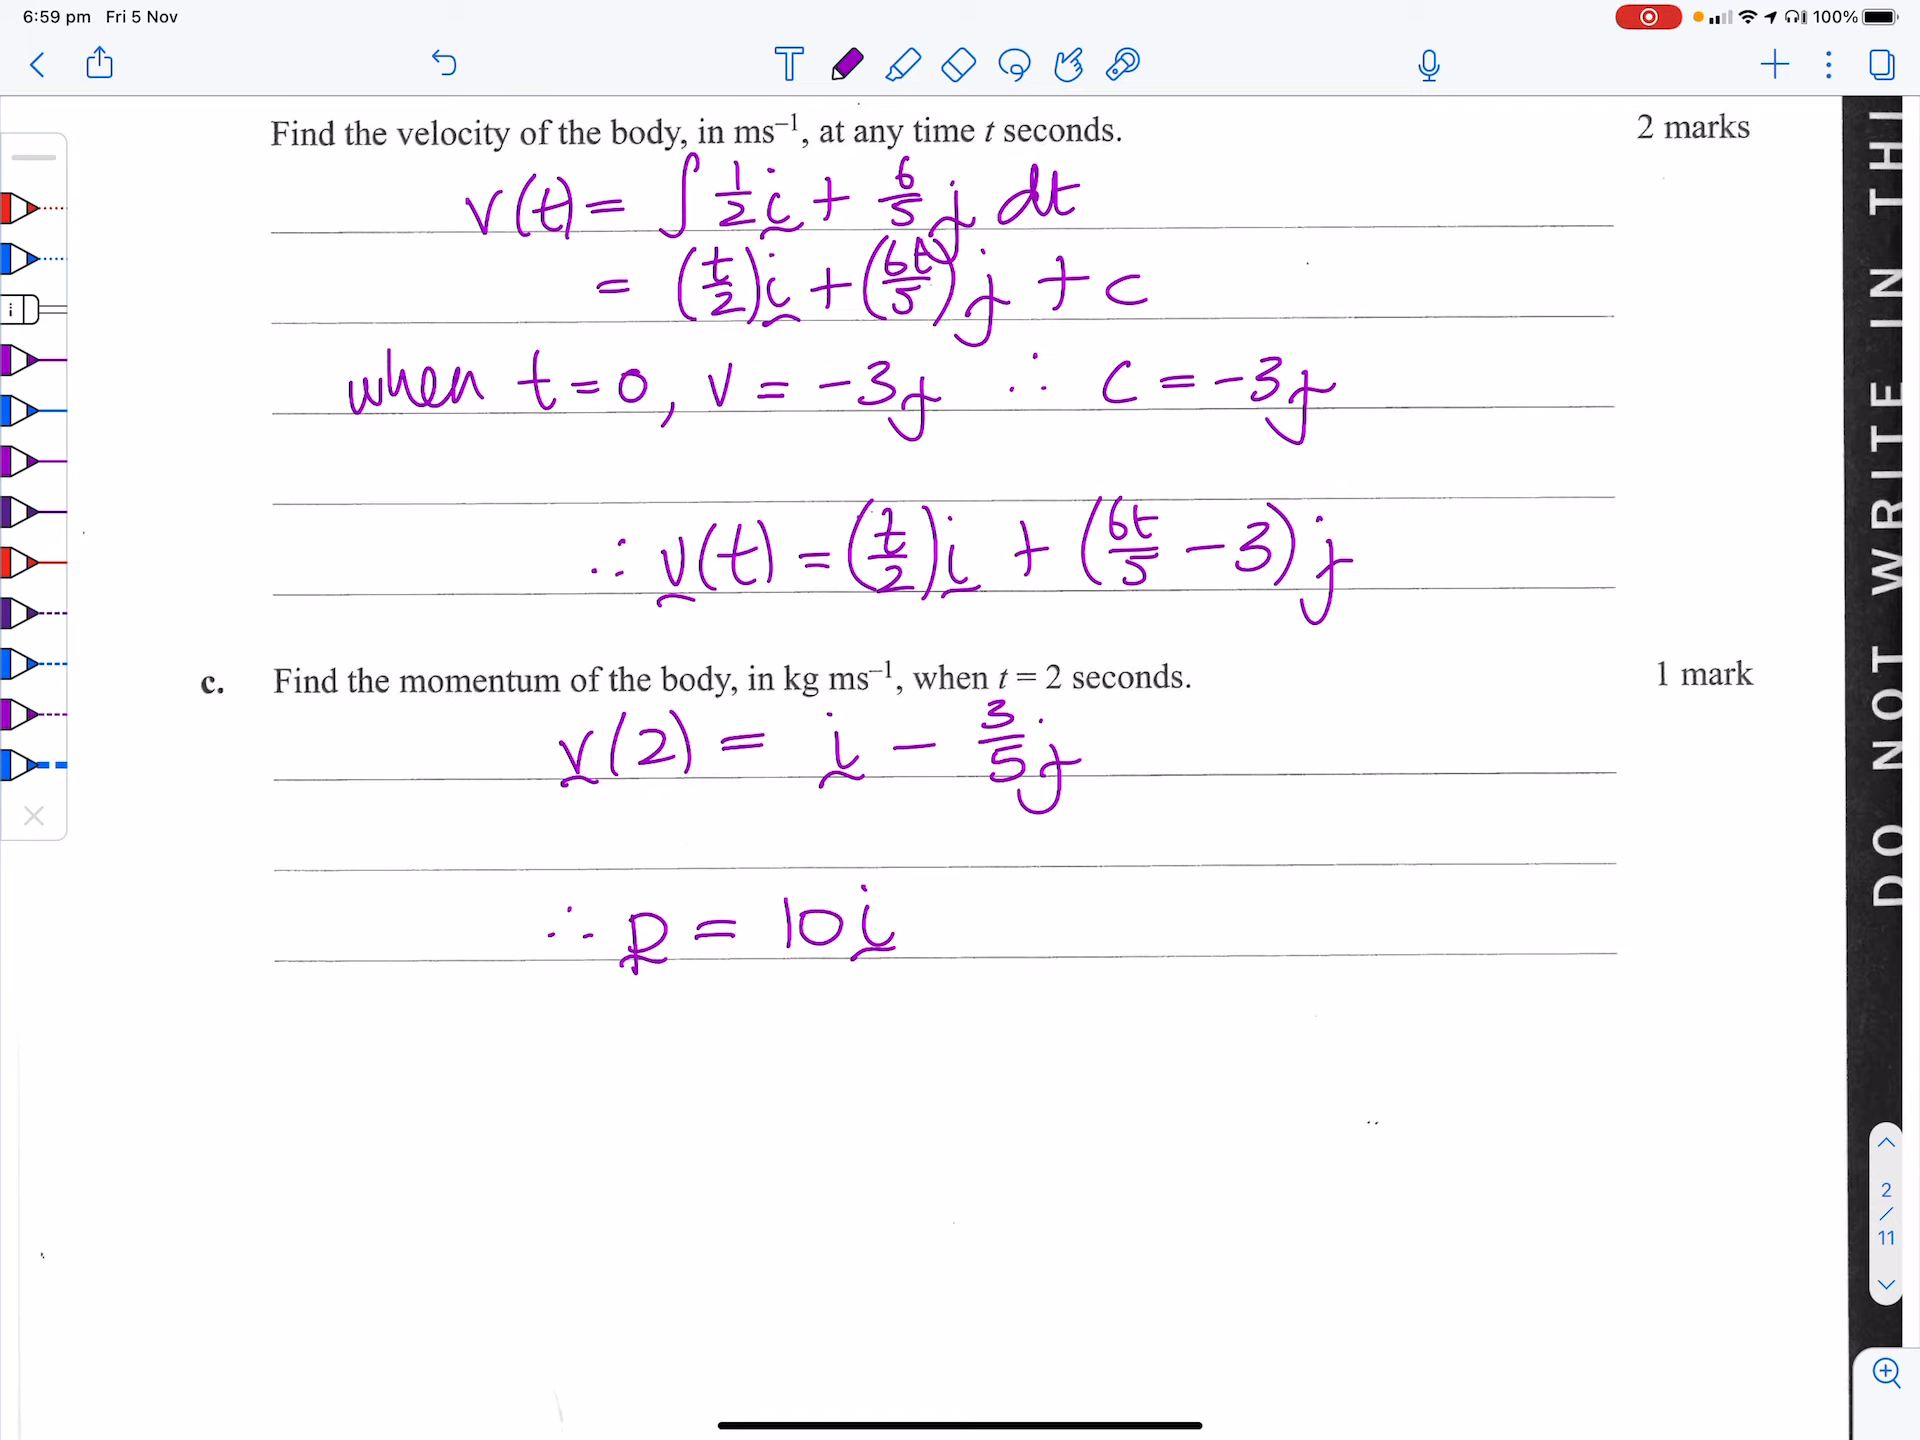 6:59 pm Fri 5 Nov
100%
Find the velocity of the body, in ms⁻¹, at any time t seconds. 2 marks
v(t) = ∫ 1/2 i + 6/5 j dt
= (t/2) i + (6t/5) j + c
when t = 0, v = -3j ∴ c = -3j
∴ v(t) = (t/2) i + (6t/5 - 3) j
c. Find the momentum of the body, in kg ms⁻¹, when t = 2 seconds. 1 mark
v(2) = i - 3/5 j
∴ p = 10 i
DO NOT WRITE IN THI
2
/
11